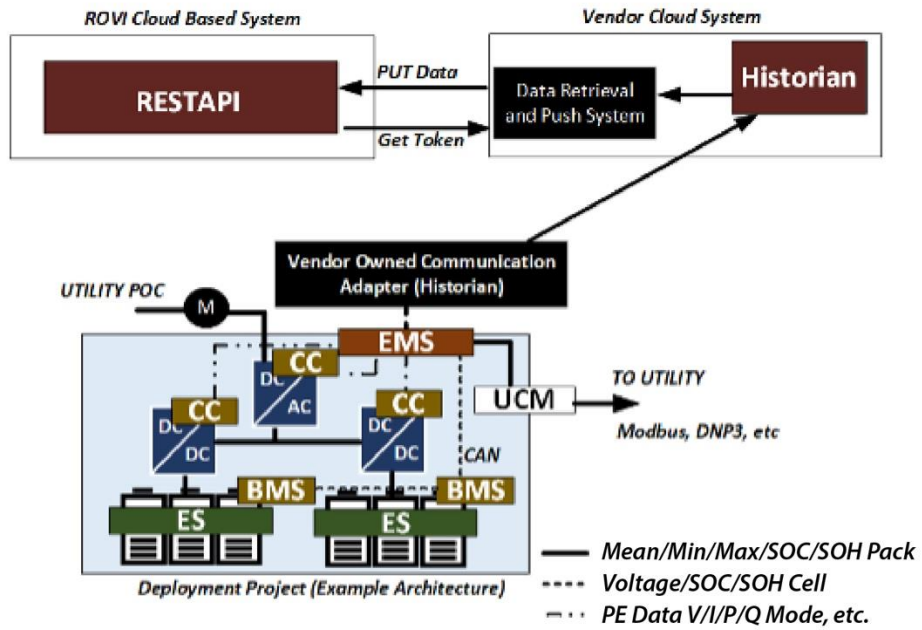 ROVI Cloud Based System
Vendor Cloud System
RESTAPI
PUT Data
Get Token
Data Retrieval
and Push System
Historian
Vendor Owned Communication
Adapter (Historian)
UTILITY POC
M
EMS
CC
DC
AC
CC
DC
DC
CC
DC
DC
UCM
TO UTILITY
Modbus, DNP3, etc
CAN
BMS
BMS
ES
ES
Deployment Project (Example Architecture)
Mean/Min/Max/SOC/SOH Pack
Voltage/SOC/SOH Cell
PE Data V/I/P/Q Mode, etc.